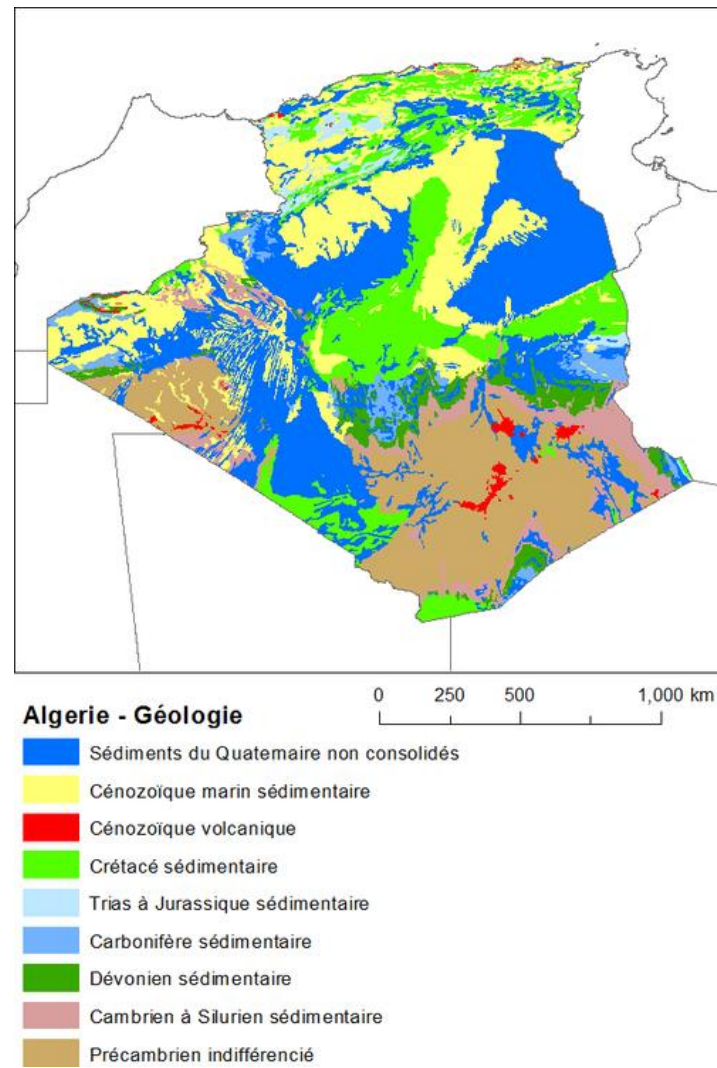 0 250 500 1,000 km
Algerie - Géologie
Sédiments du Quaternaire non consolidés
Cénozoïque marin sédimentaire
Cénozoïque volcanique
Crétacé sédimentaire
Trias à Jurassique sédimentaire
Carbonifère sédimentaire
Dévonien sédimentaire
Cambrien à Silurien sédimentaire
Précambrien indifférencié